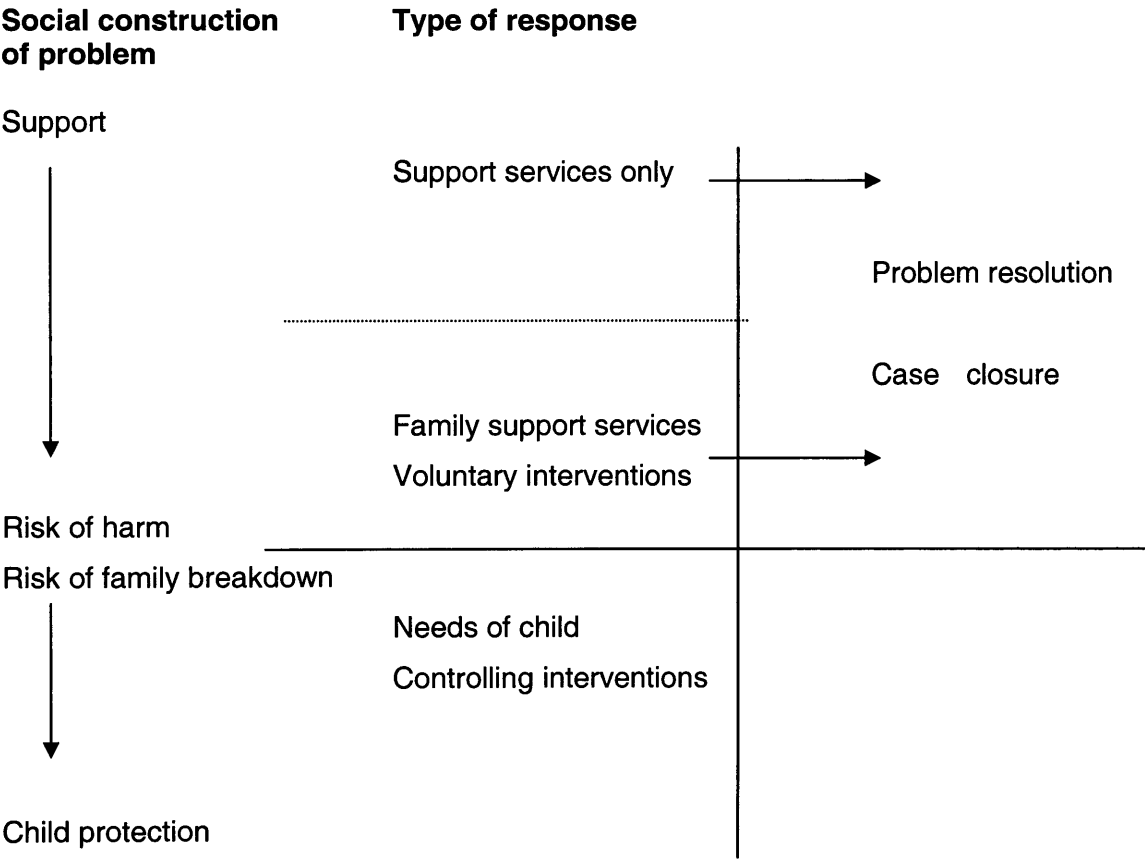 Social construction
of problem
Type of response
Support
Support services only
Problem resolution
Case closure
Family support services
Voluntary interventions
Risk of harm
Risk of family breakdown
Needs of child
Controlling interventions
Child protection